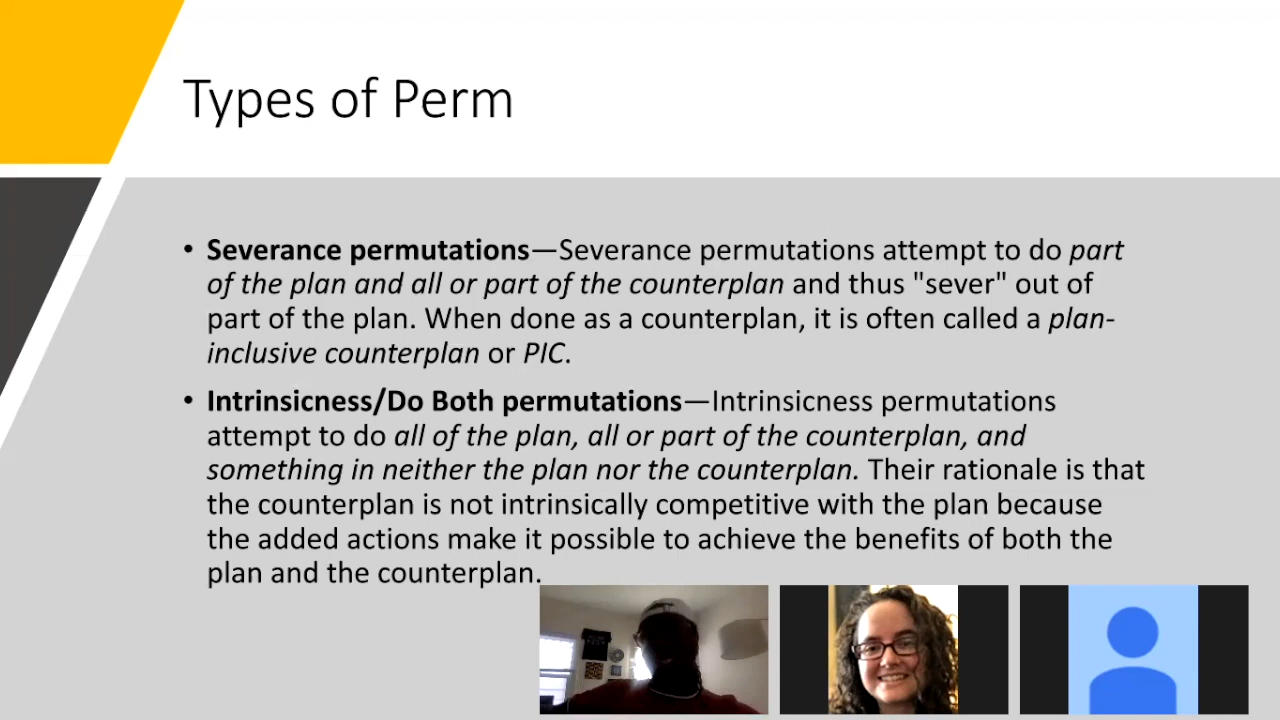 Types of Perm
• Severance permutations—Severance permutations attempt to do part
of the plan and all or part of the counterplan and thus "sever" out of
part of the plan. When done as a counterplan, it is often called a plan-
inclusive counterplan or PIC.
• Intrinsicness/Do Both permutations—Intrinsicness permutations
attempt to do all of the plan, all or part of the counterplan, and
something in neither the plan nor the counterplan. Their rationale is that
the counterplan is not intrinsically competitive with the plan because
the added actions make it possible to achieve the benefits of both the
plan and the counterplan.